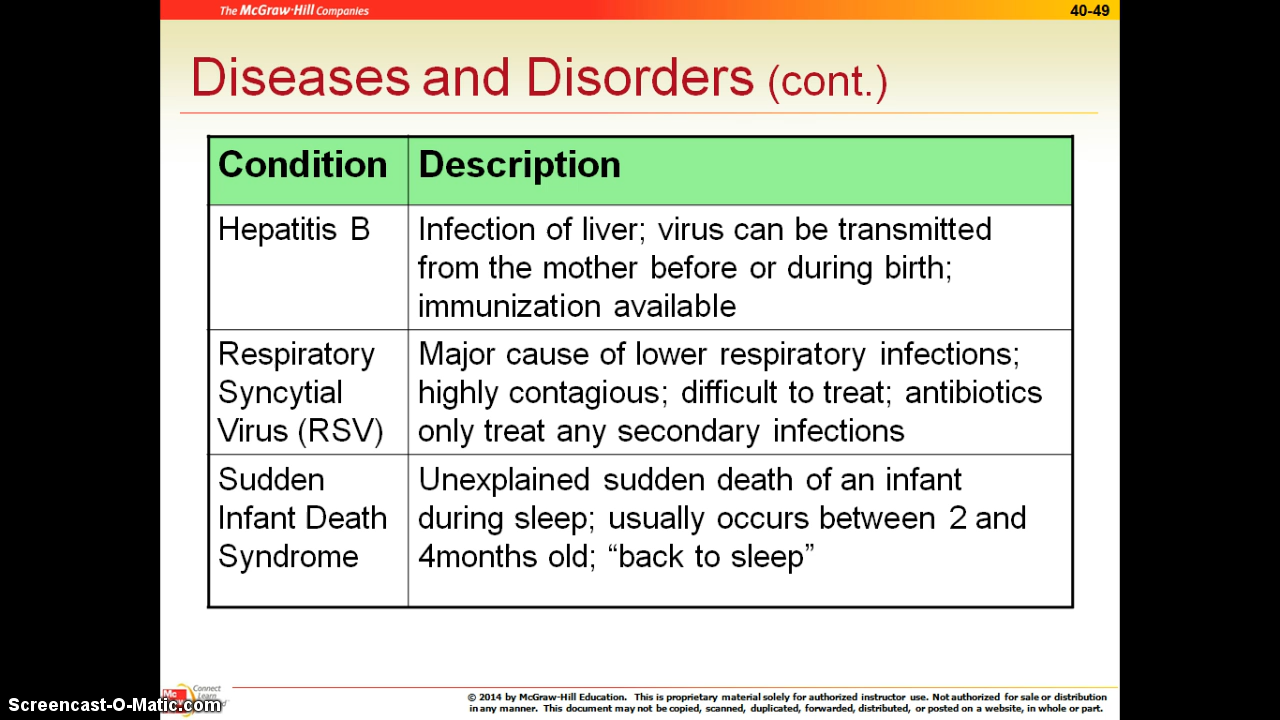 The McGraw-Hill Companies
40-49
Diseases and Disorders (cont.)
Condition
Description
Hepatitis B
Infection of liver; virus can be transmitted
from the mother before or during birth;
immunization available
Respiratory
Syncytial
Virus (RSV)
Major cause of lower respiratory infections;
highly contagious; difficult to treat; antibiotics
only treat any secondary infections
Sudden
Infant Death
Syndrome
Unexplained sudden death of an infant
during sleep; usually occurs between 2 and
4months old; “back to sleep”
Mc
Connect
Learn
Screencast-O-Matic.com
© 2014 by McGraw-Hill Education. This is proprietary material solely for authorized instructor use. Not authorized for sale or distribution
in any manner. This document may not be copied, scanned, duplicated, forwarded, distributed, or posted on a website, in whole or part.